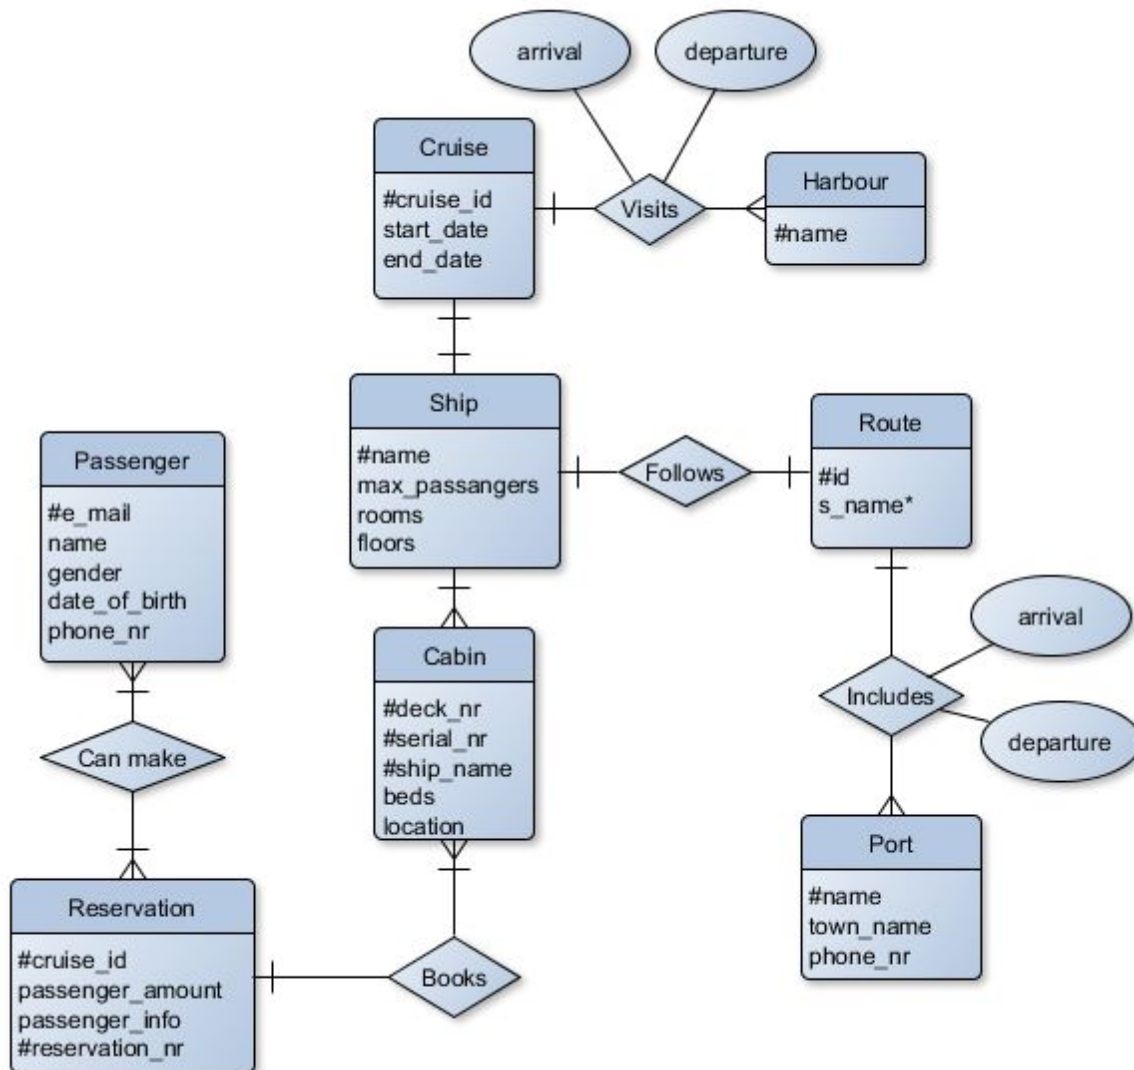 arrival
departure
Cruise
#cruise_id
start_date
end_date
Visits
Harbour
#name
Ship
#name
max_passangers
rooms
floors
Follows
Route
#id
s_name*
Passenger
#e_mail
name
gender
date_of_birth
phone_nr
Cabin
#deck_nr
#serial_nr
#ship_name
beds
location
arrival
Includes
departure
Can make
Port
#name
town_name
phone_nr
Reservation
#cruise_id
passenger_amount
passenger_info
#reservation_nr
Books